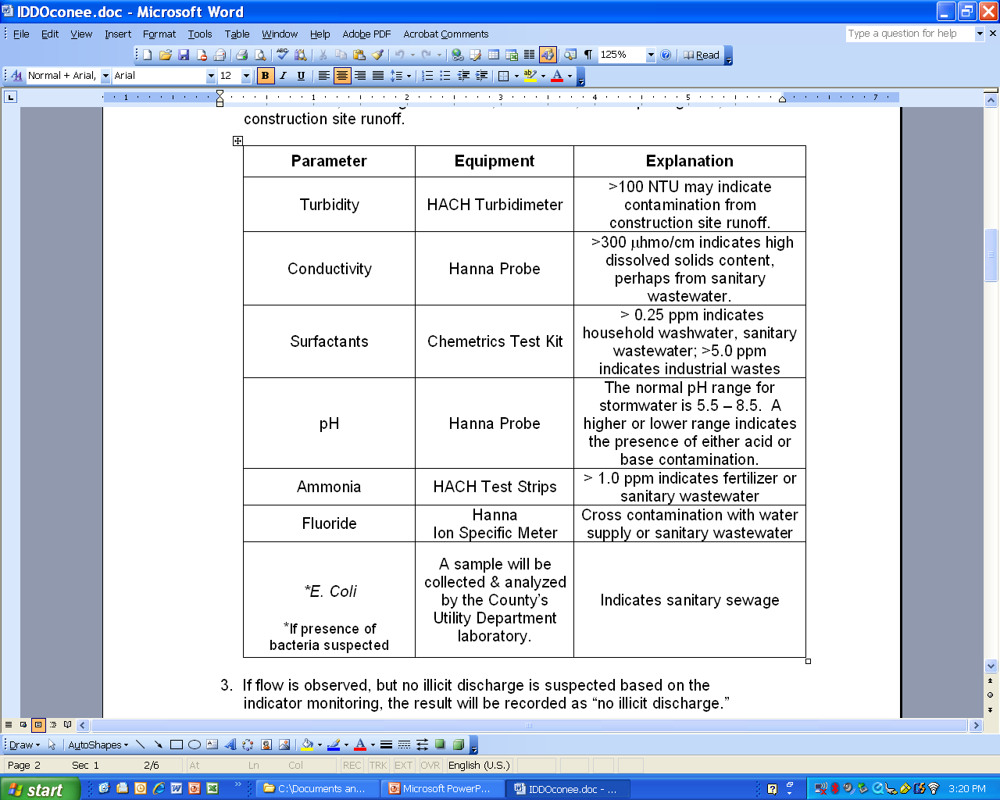 IDDOconee.doc - Microsoft Word
File Edit View Insert Format Tools Table Window Help Adobe PDF Acrobat Comments
Type a question for help
125%
Read
Normal + Arial, Arial 12 B I U
1 1 2 3 4 5 7
construction site runoff.
Parameter Equipment Explanation
Turbidity
HACH Turbidimeter
>100 NTU may indicate
contamination from
construction site runoff.
Conductivity
Hanna Probe
>300 μhmo/cm indicates high
dissolved solids content,
perhaps from sanitary
wastewater.
Surfactants
Chemetrics Test Kit
> 0.25 ppm indicates
household washwater, sanitary
wastewater; >5.0 ppm
indicates industrial wastes
pH
Hanna Probe
The normal pH range for
stormwater is 5.5 – 8.5. A
higher or lower range indicates
the presence of either acid or
base contamination.
Ammonia
HACH Test Strips
> 1.0 ppm indicates fertilizer or
sanitary wastewater
Fluoride
Hanna
Ion Specific Meter
Cross contamination with water
supply or sanitary wastewater
*E. Coli
*If presence of
bacteria suspected
A sample will be
collected & analyzed
by the County’s
Utility Department
laboratory.
Indicates sanitary sewage
3. If flow is observed, but no illicit discharge is suspected based on the
indicator monitoring, the result will be recorded as “no illicit discharge.”
Draw AutoShapes
Page 2 Sec 1 2/6 At Ln Col REC TRK EXT OVR English (U.S.)
start C:\Documents an... Microsoft PowerP... IDDOconee.doc - ... 3:20 PM